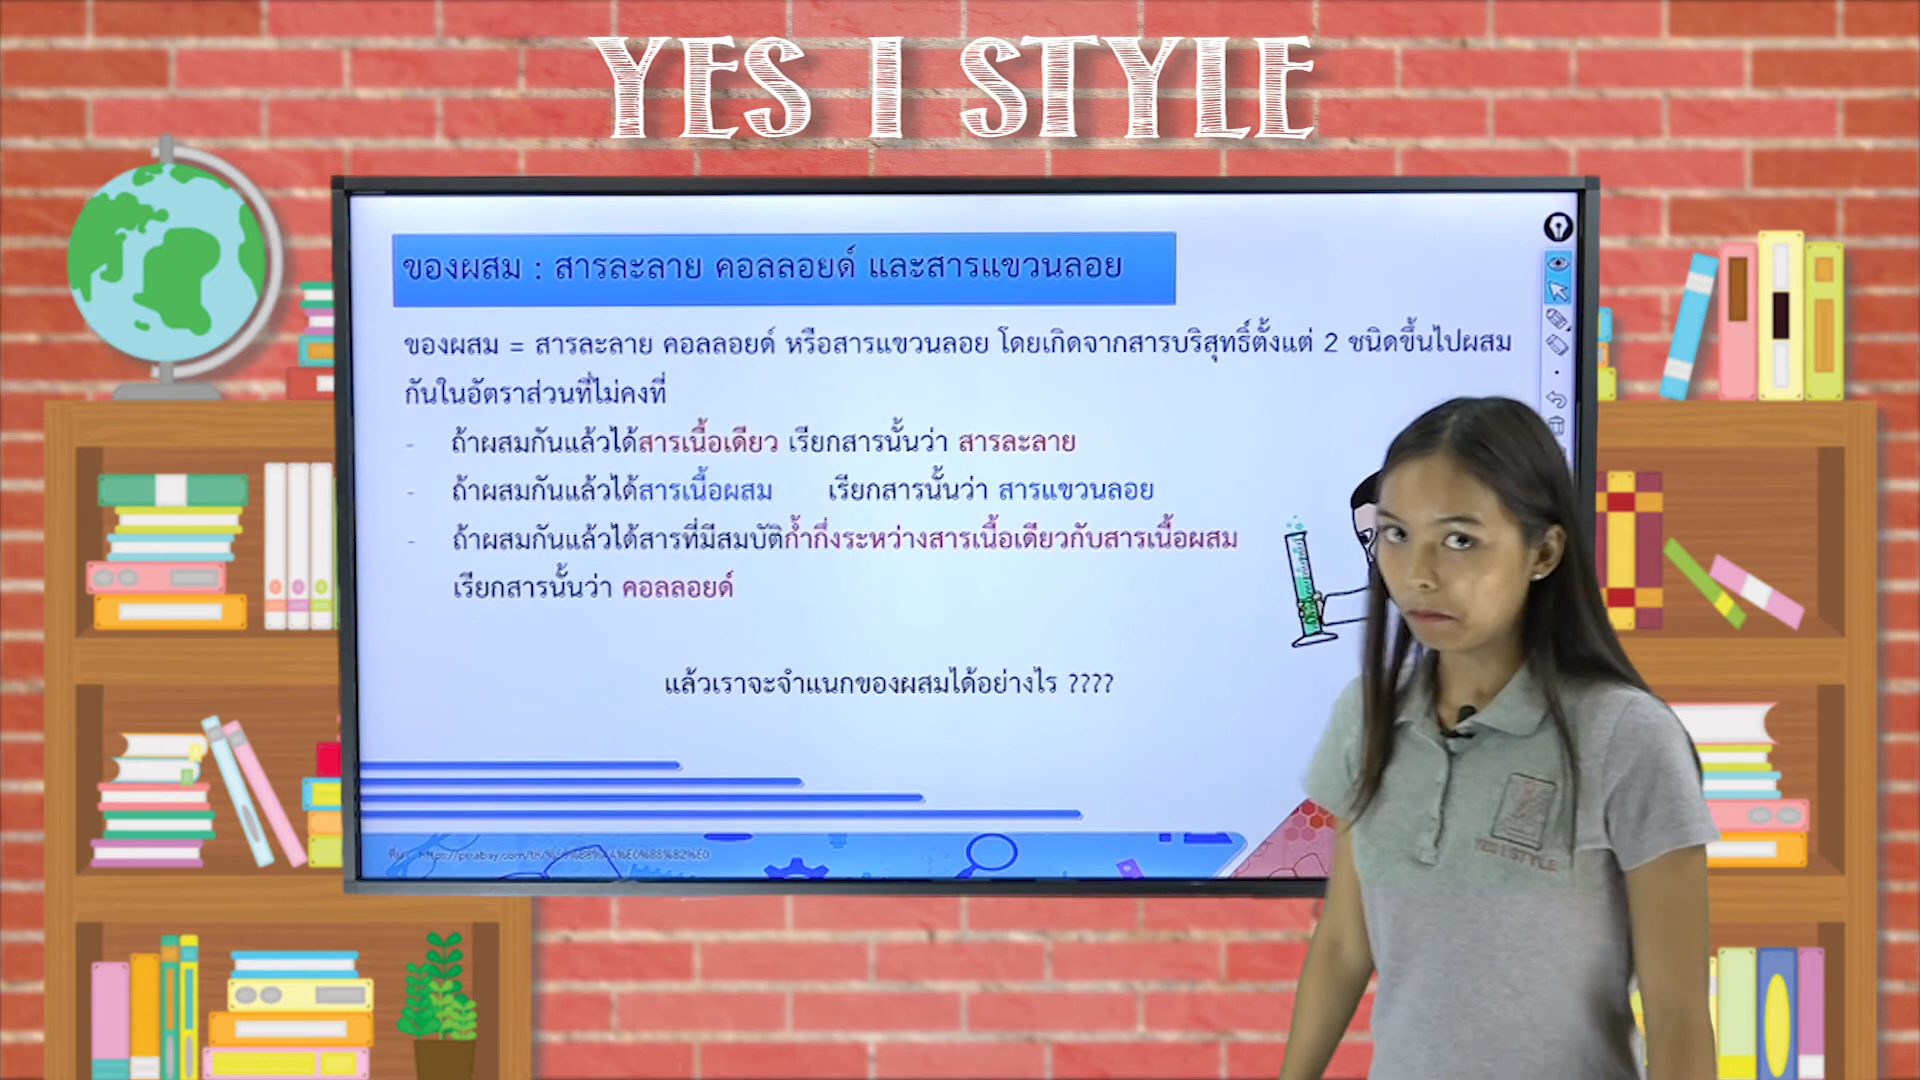 YES I STYLE
ของผสม : สารละลาย คอลลอยด์ และสารแขวนลอย
ของผสม = สารละลาย คอลลอยด์ หรือสารแขวนลอย โดยเกิดจากสารบริสุทธิ์ตั้งแต่ 2 ชนิดขึ้นไปผสม
กันในอัตราส่วนที่ไม่คงที่
- ถ้าผสมกันแล้วได้สารเนื้อเดียว เรียกสารนั้นว่า สารละลาย
- ถ้าผสมกันแล้วได้สารเนื้อผสม เรียกสารนั้นว่า สารแขวนลอย
- ถ้าผสมกันแล้วได้สารที่มีสมบัติก้ำกึ่งระหว่างสารเนื้อเดียวกับสารเนื้อผสม
เรียกสารนั้นว่า คอลลอยด์
แล้วเราจะจำแนกของผสมได้อย่างไร ????
YES I STYLE